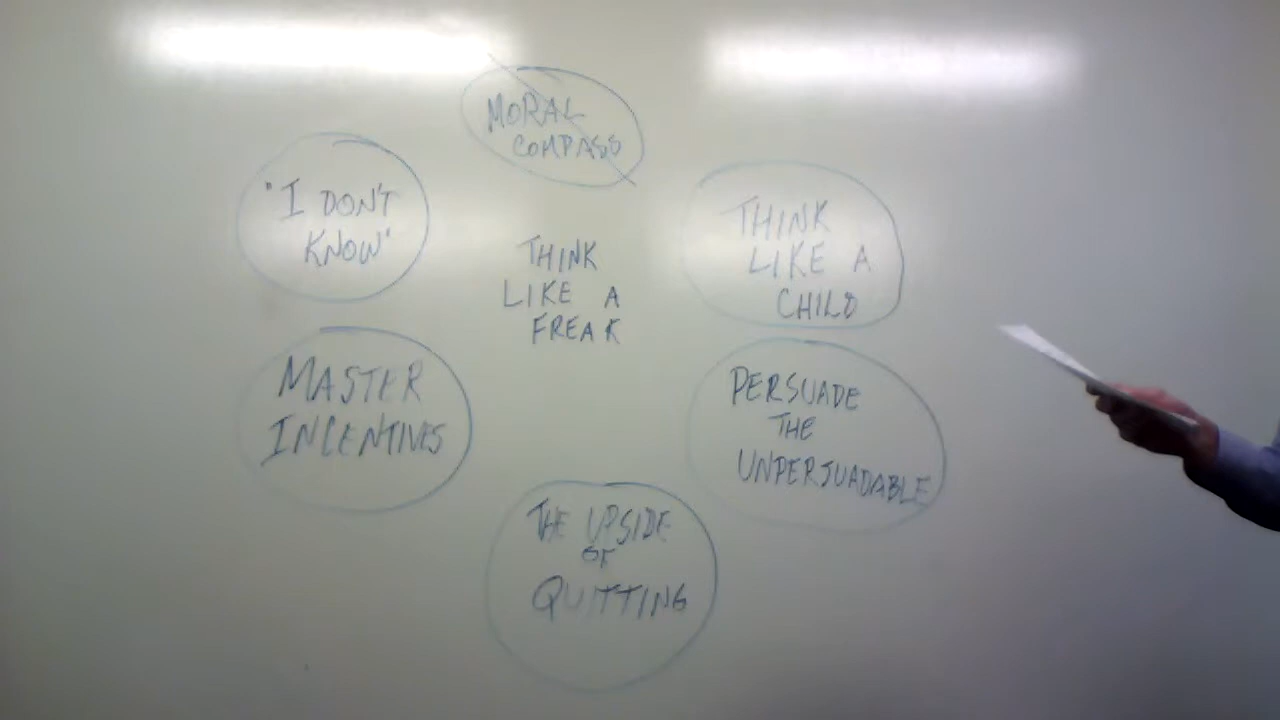 MORAL
COMPASS
"I DON'T
KNOW"
THINK
LIKE A
FREAK
THINK
LIKE A
CHILD
MASTER
INCENTIVES
PERSUADE
THE
UNPERSUADABLE
THE UPSIDE
OF
QUITTING